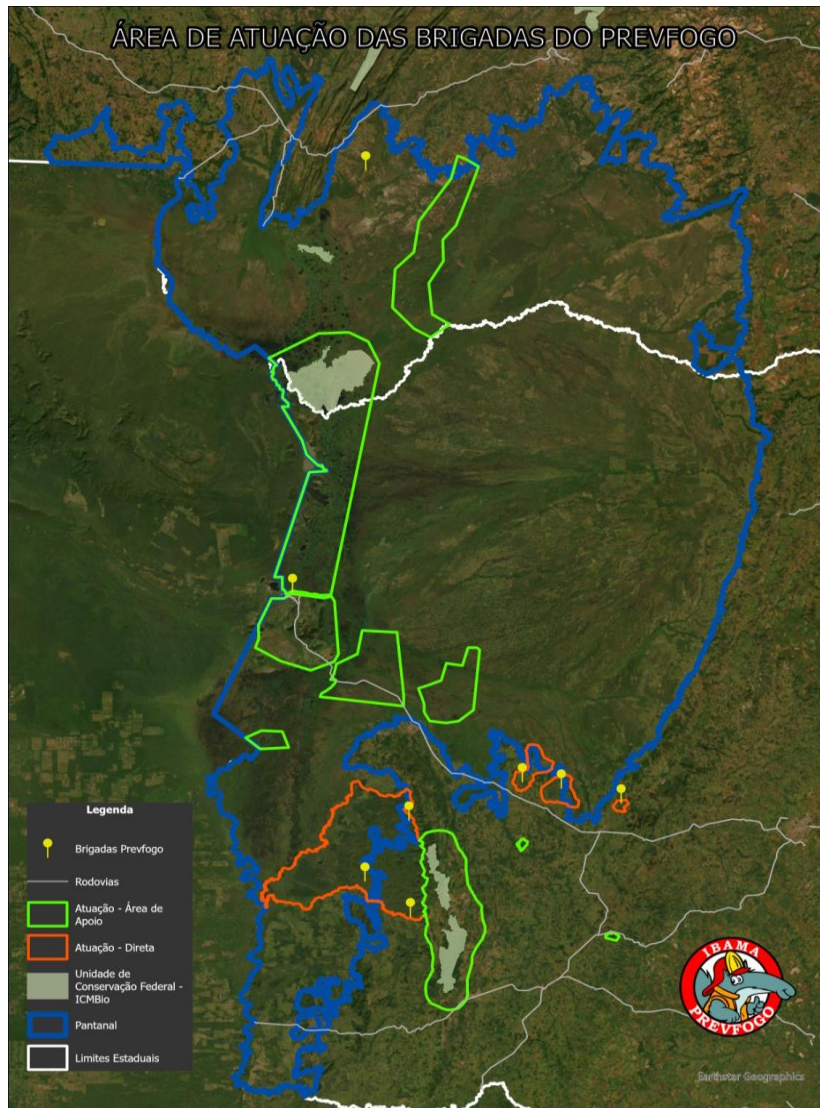 ÁREA DE ATUAÇÃO DAS BRIGADAS DO PREVFOGO
Legenda
Brigadas Prevfogo
Rodovias
Atuação - Área de
Apoio
Atuação - Direta
Unidade de
Conservação Federal -
ICMBio
Pantanal
Limites Estaduais
IBAMA
PREVFOGO
Earthstar Geographics